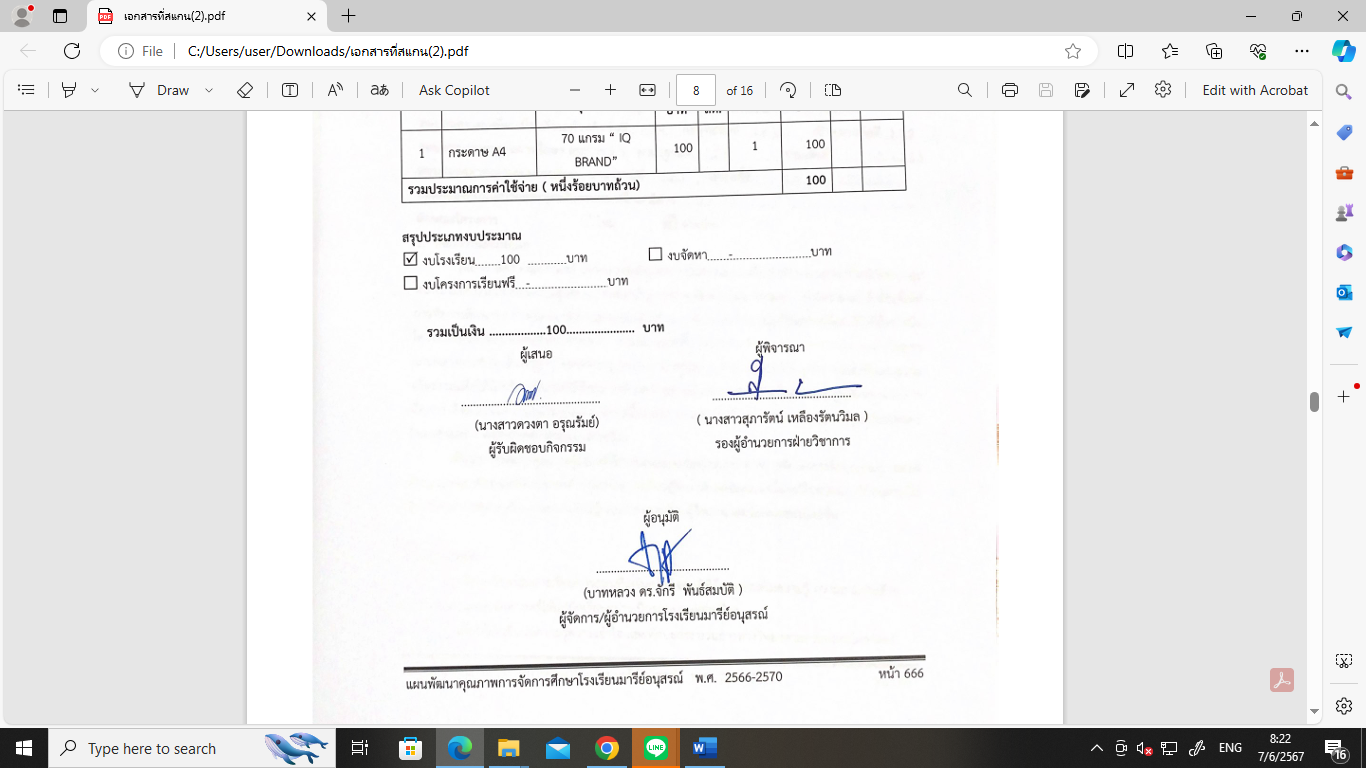 เอกสารที่สแกน(2).pdf
File C:/Users/user/Downloads/เอกสารที่สแกน(2).pdf
Draw Ask Copilot 8 of 16 Edit with Acrobat
1 กระดาษ A4 70 แกรม “ IQ BRAND” 100 1 100
รวมประมาณการค่าใช้จ่าย ( หนึ่งร้อยบาทถ้วน) 100
สรุปประเภทงบประมาณ
งบโรงเรียน........100 ............บาท งบจัดหา.......-..........................บาท
งบโครงการเรียนฟรี...-.........................บาท
รวมเป็นเงิน ..................100...................... บาท
ผู้เสนอ ผู้พิจารณา
(นางสาวดวงตา อรุณรัมย์) ( นางสาวสุภารัตน์ เหลืองรัตนวิมล )
ผู้รับผิดชอบกิจกรรม รองผู้อำนวยการฝ่ายวิชาการ
ผู้อนุมัติ
(บาทหลวง ดร.จักรี พันธ์สมบัติ )
ผู้จัดการ/ผู้อำนวยการโรงเรียนมารีย์อนุสรณ์
แผนพัฒนาคุณภาพการจัดการศึกษาโรงเรียนมารีย์อนุสรณ์ พ.ศ. 2566-2570 หน้า 666
Type here to search
ENG
8:22
7/6/2567
16